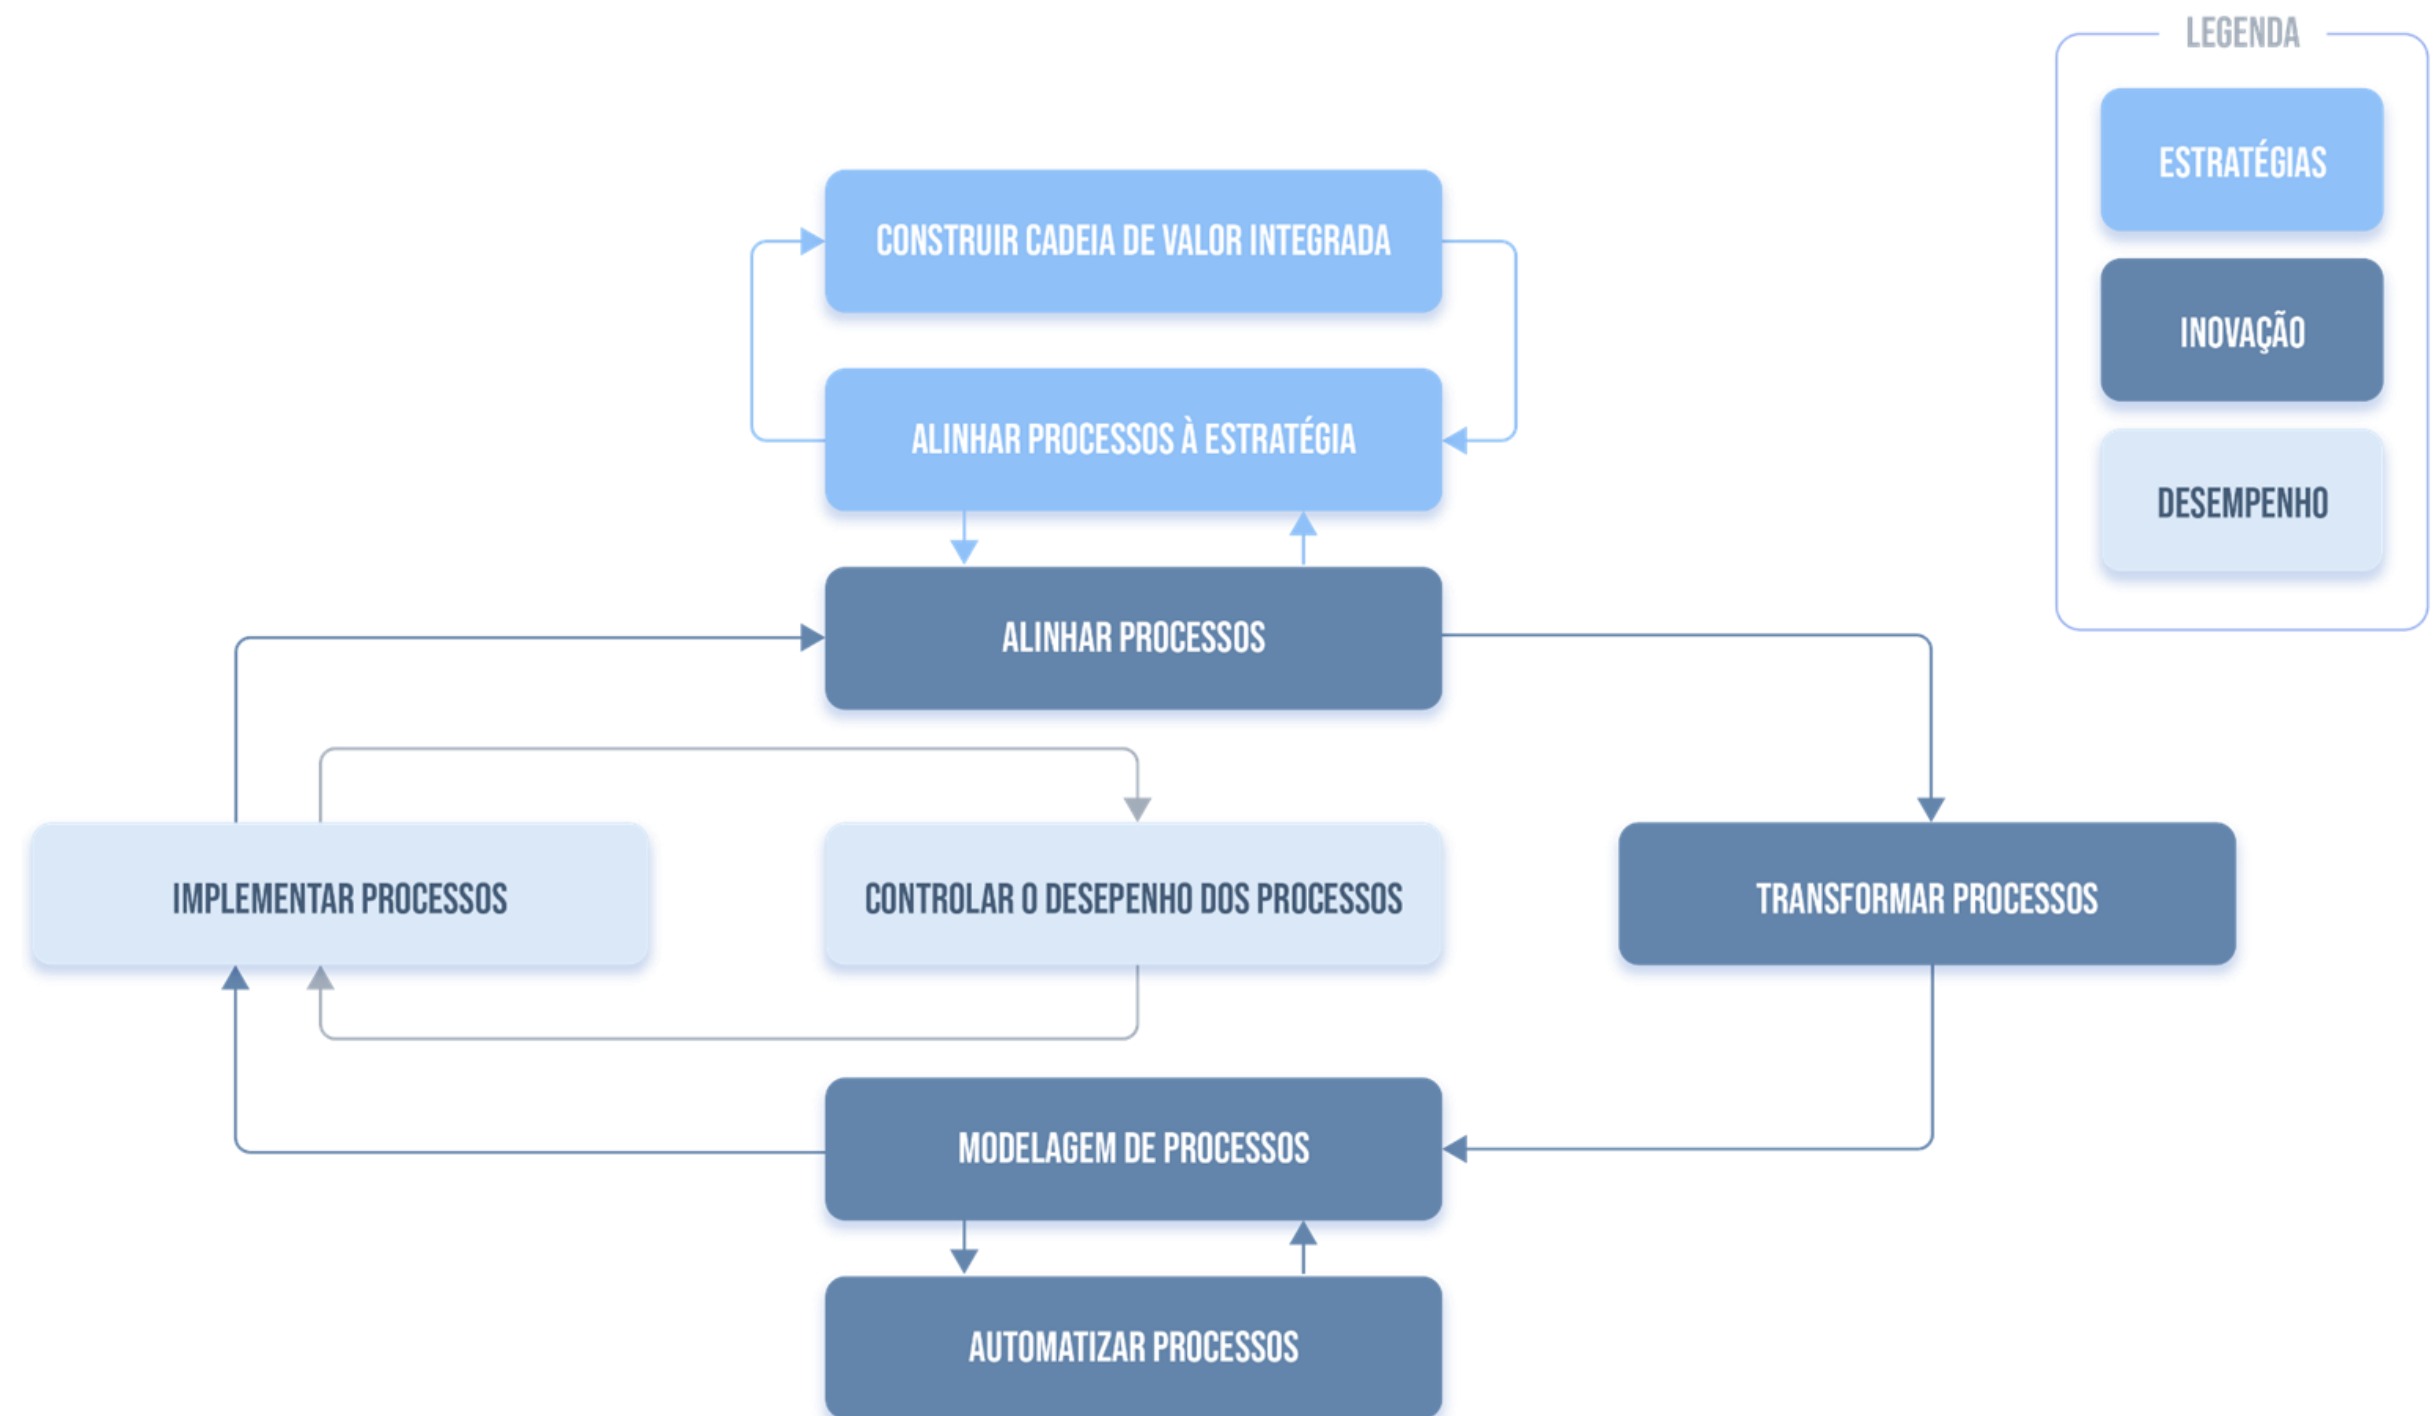 LEGENDA
ESTRATÉGIAS
INOVAÇÃO
DESEMPENHO
CONSTRUIR CADEIA DE VALOR INTEGRADA
ALINHAR PROCESSOS À ESTRATÉGIA
ALINHAR PROCESSOS
IMPLEMENTAR PROCESSOS
CONTROLAR O DESEPENHO DOS PROCESSOS
TRANSFORMAR PROCESSOS
MODELAGEM DE PROCESSOS
AUTOMATIZAR PROCESSOS